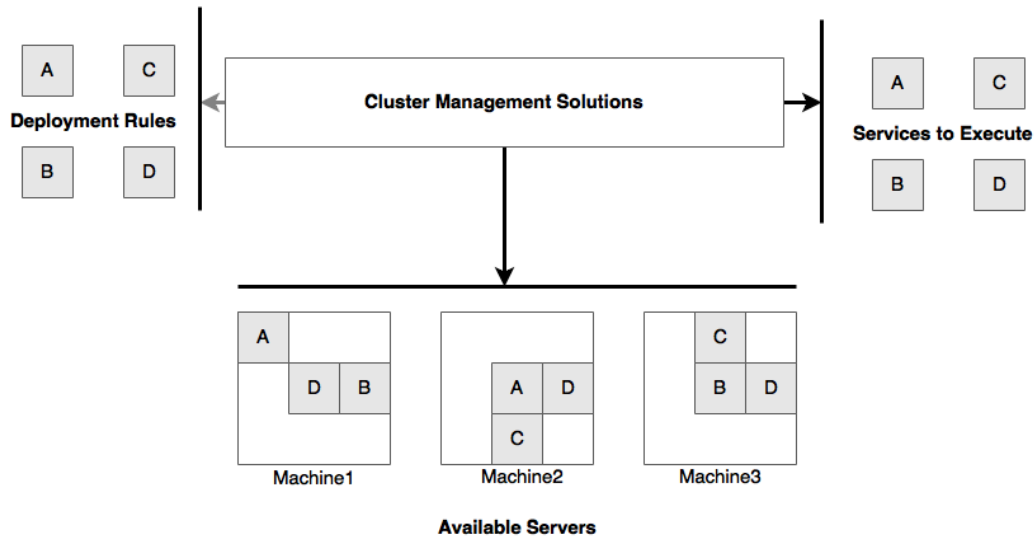 A C
Deployment Rules
B D
Cluster Management Solutions
A C
Services to Execute
B D
A
D B
Machine1
A D
C
Machine2
C
B D
Machine3
Available Servers